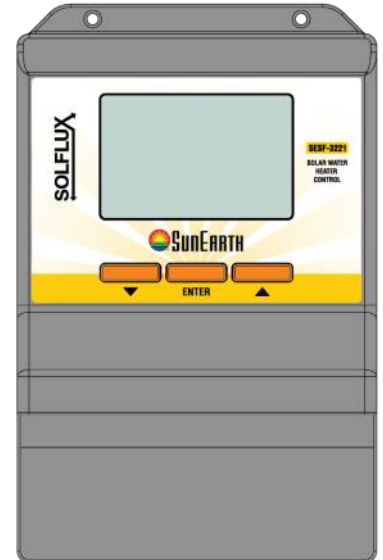 SOLFLUX
SESF-3221
SOLAR WATER
HEATER
CONTROL
SUNEARTH
ENTER